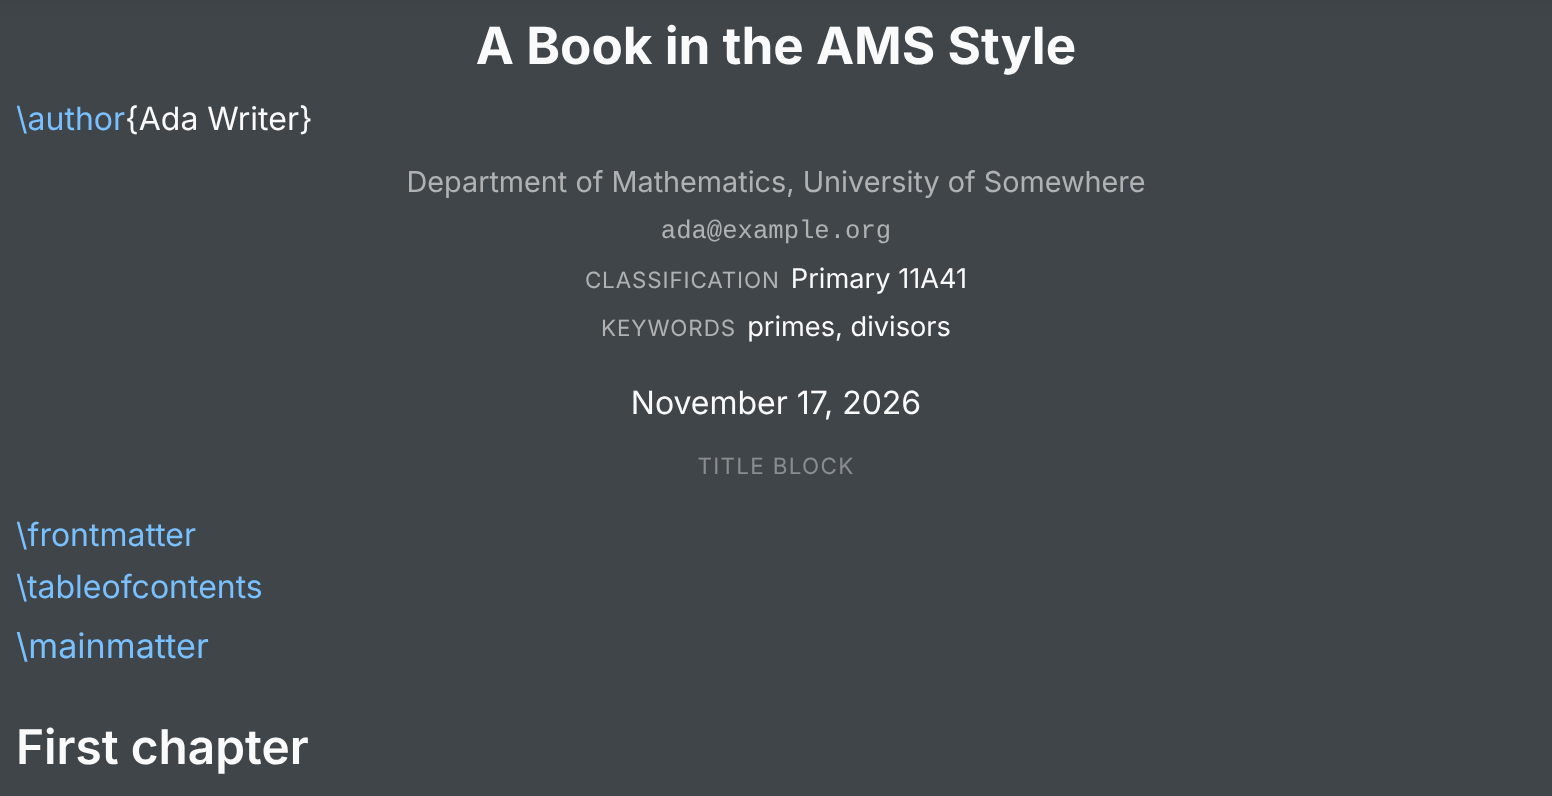 A Book in the AMS Style
\author{Ada Writer}
Department of Mathematics, University of Somewhere
ada@example.org
CLASSIFICATION Primary 11A41
KEYWORDS primes, divisors
November 17, 2026
TITLE BLOCK
\frontmatter
\tableofcontents
\mainmatter
First chapter